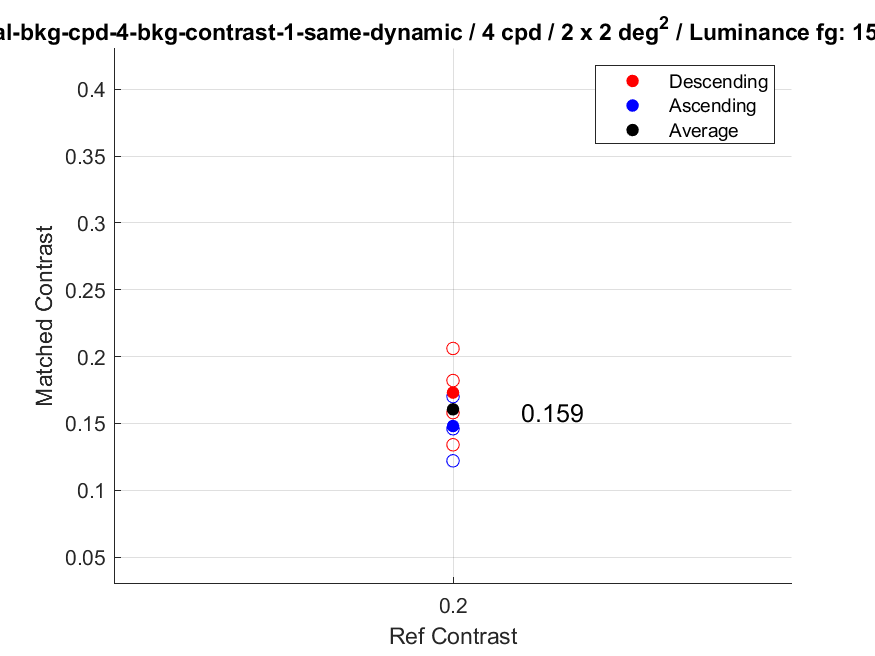 al-bkg-cpd-4-bkg-contrast-1-same-dynamic / 4 cpd / 2 x 2 deg2 / Luminance fg: 15
Descending
Ascending
Average
0.4
0.35
0.3
0.25
0.2
0.15
0.1
0.05
Matched Contrast
0.159
0.2
Ref Contrast